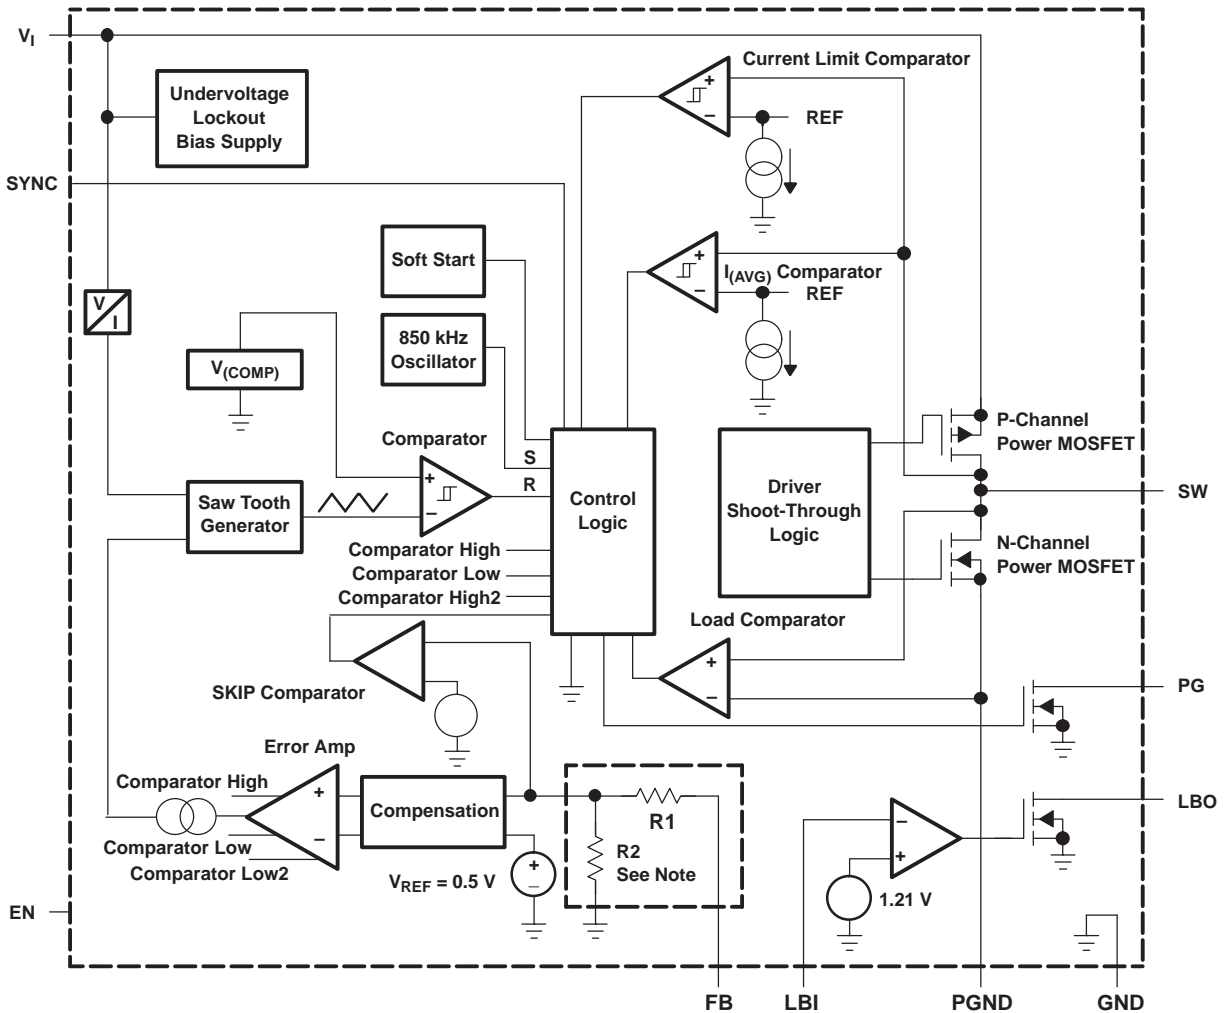 VI
Undervoltage
Lockout
Bias Supply
Current Limit Comparator
+
−
REF
SYNC
Soft Start
+
−
I(AVG) Comparator
REF
V
I
850 kHz
Oscillator
V(COMP)
P-Channel
Power MOSFET
Comparator
+
−
S
R
Saw Tooth
Generator
Control
Logic
Driver
Shoot-Through
Logic
SW
N-Channel
Power MOSFET
Comparator High
Comparator Low
Comparator High2
Load Comparator
+
−
SKIP Comparator
PG
Error Amp
Comparator High
+
−
Compensation
Comparator Low
Comparator Low2
R1
R2
See Note
VREF = 0.5 V
+
−
LBO
−
+
1.21 V
EN
FB
LBI
PGND
GND